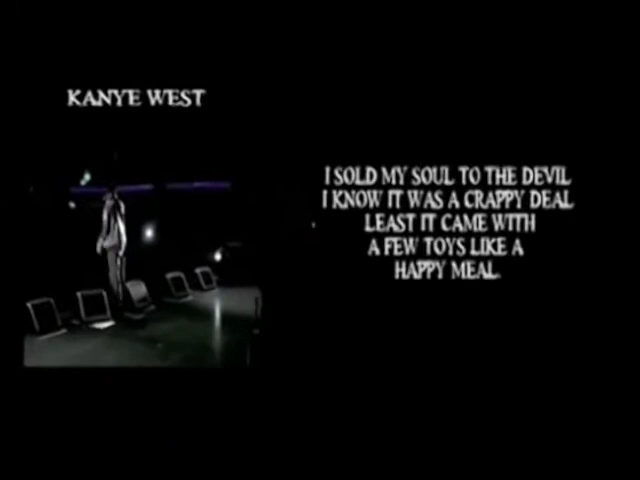 KANYE WEST
I SOLD MY SOUL TO THE DEVIL
I KNOW IT WAS A CRAPPY DEAL
LEAST IT CAME WITH
A FEW TOYS LIKE A
HAPPY MEAL.